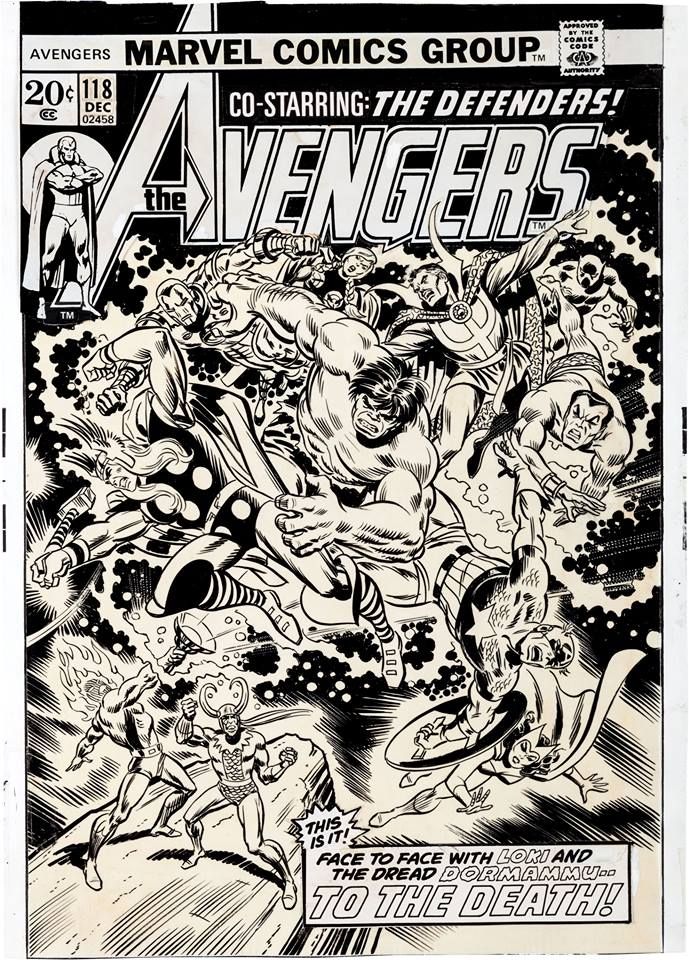 AVENGERS MARVEL COMICS GROUP TM
APPROVED
BY THE
COMICS
CODE
CA
AUTHORITY
20¢ 118
CC DEC
02458
CO-STARRING: THE DEFENDERS!
the AVENGERS
TM
TM
THIS
IS IT!
FACE TO FACE WITH LOKI AND
THE DREAD DORMAMMU--
TO THE DEATH!